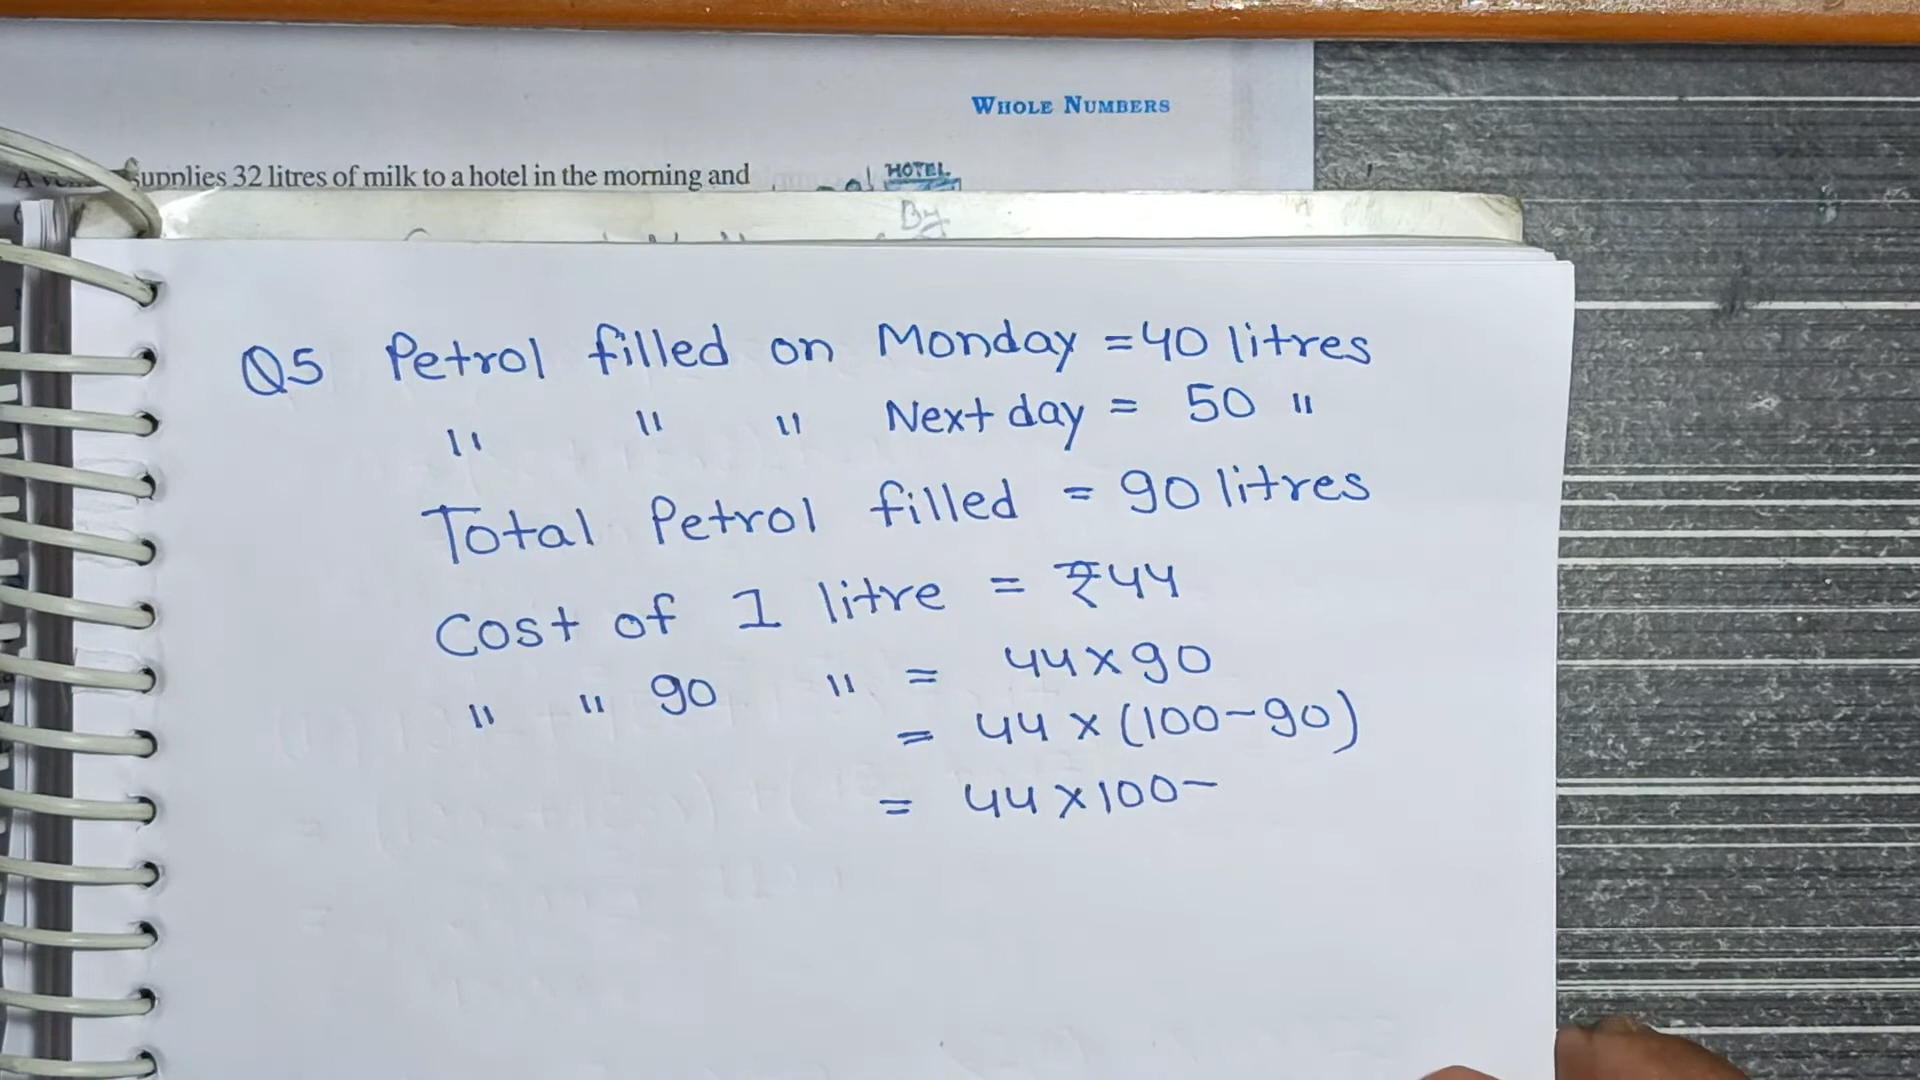 WHOLE NUMBERS
supplies 32 litres of milk to a hotel in the morning and
HOTEL
By
Q5 Petrol filled on Monday = 40 litres
" " " Next day = 50 "
Total Petrol filled = 90 litres
Cost of 1 litre = ₹44
" " 90 " = 44 × 90
= 44 × (100-90)
= 44 × 100-